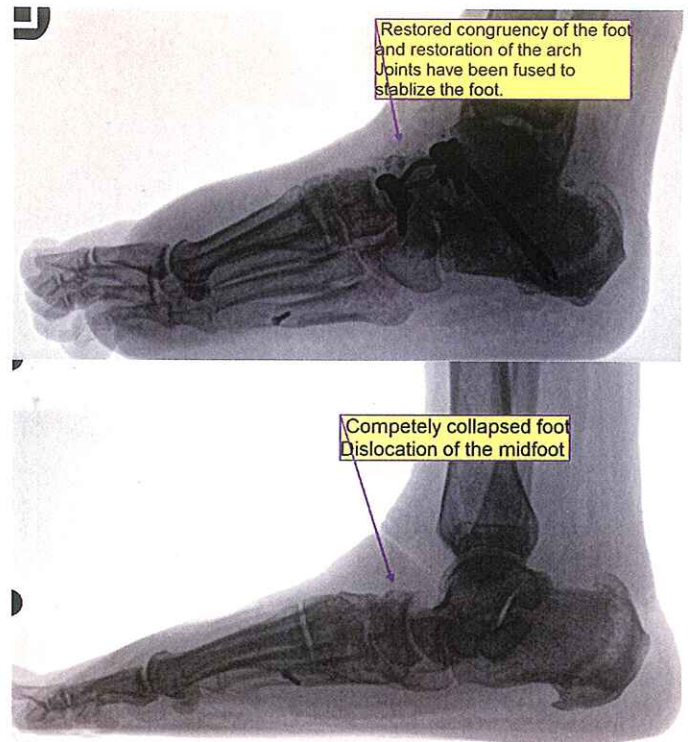 Restored congruency of the foot
and restoration of the arch
Joints have been fused to
stablize the foot.
Competely collapsed foot
Dislocation of the midfoot